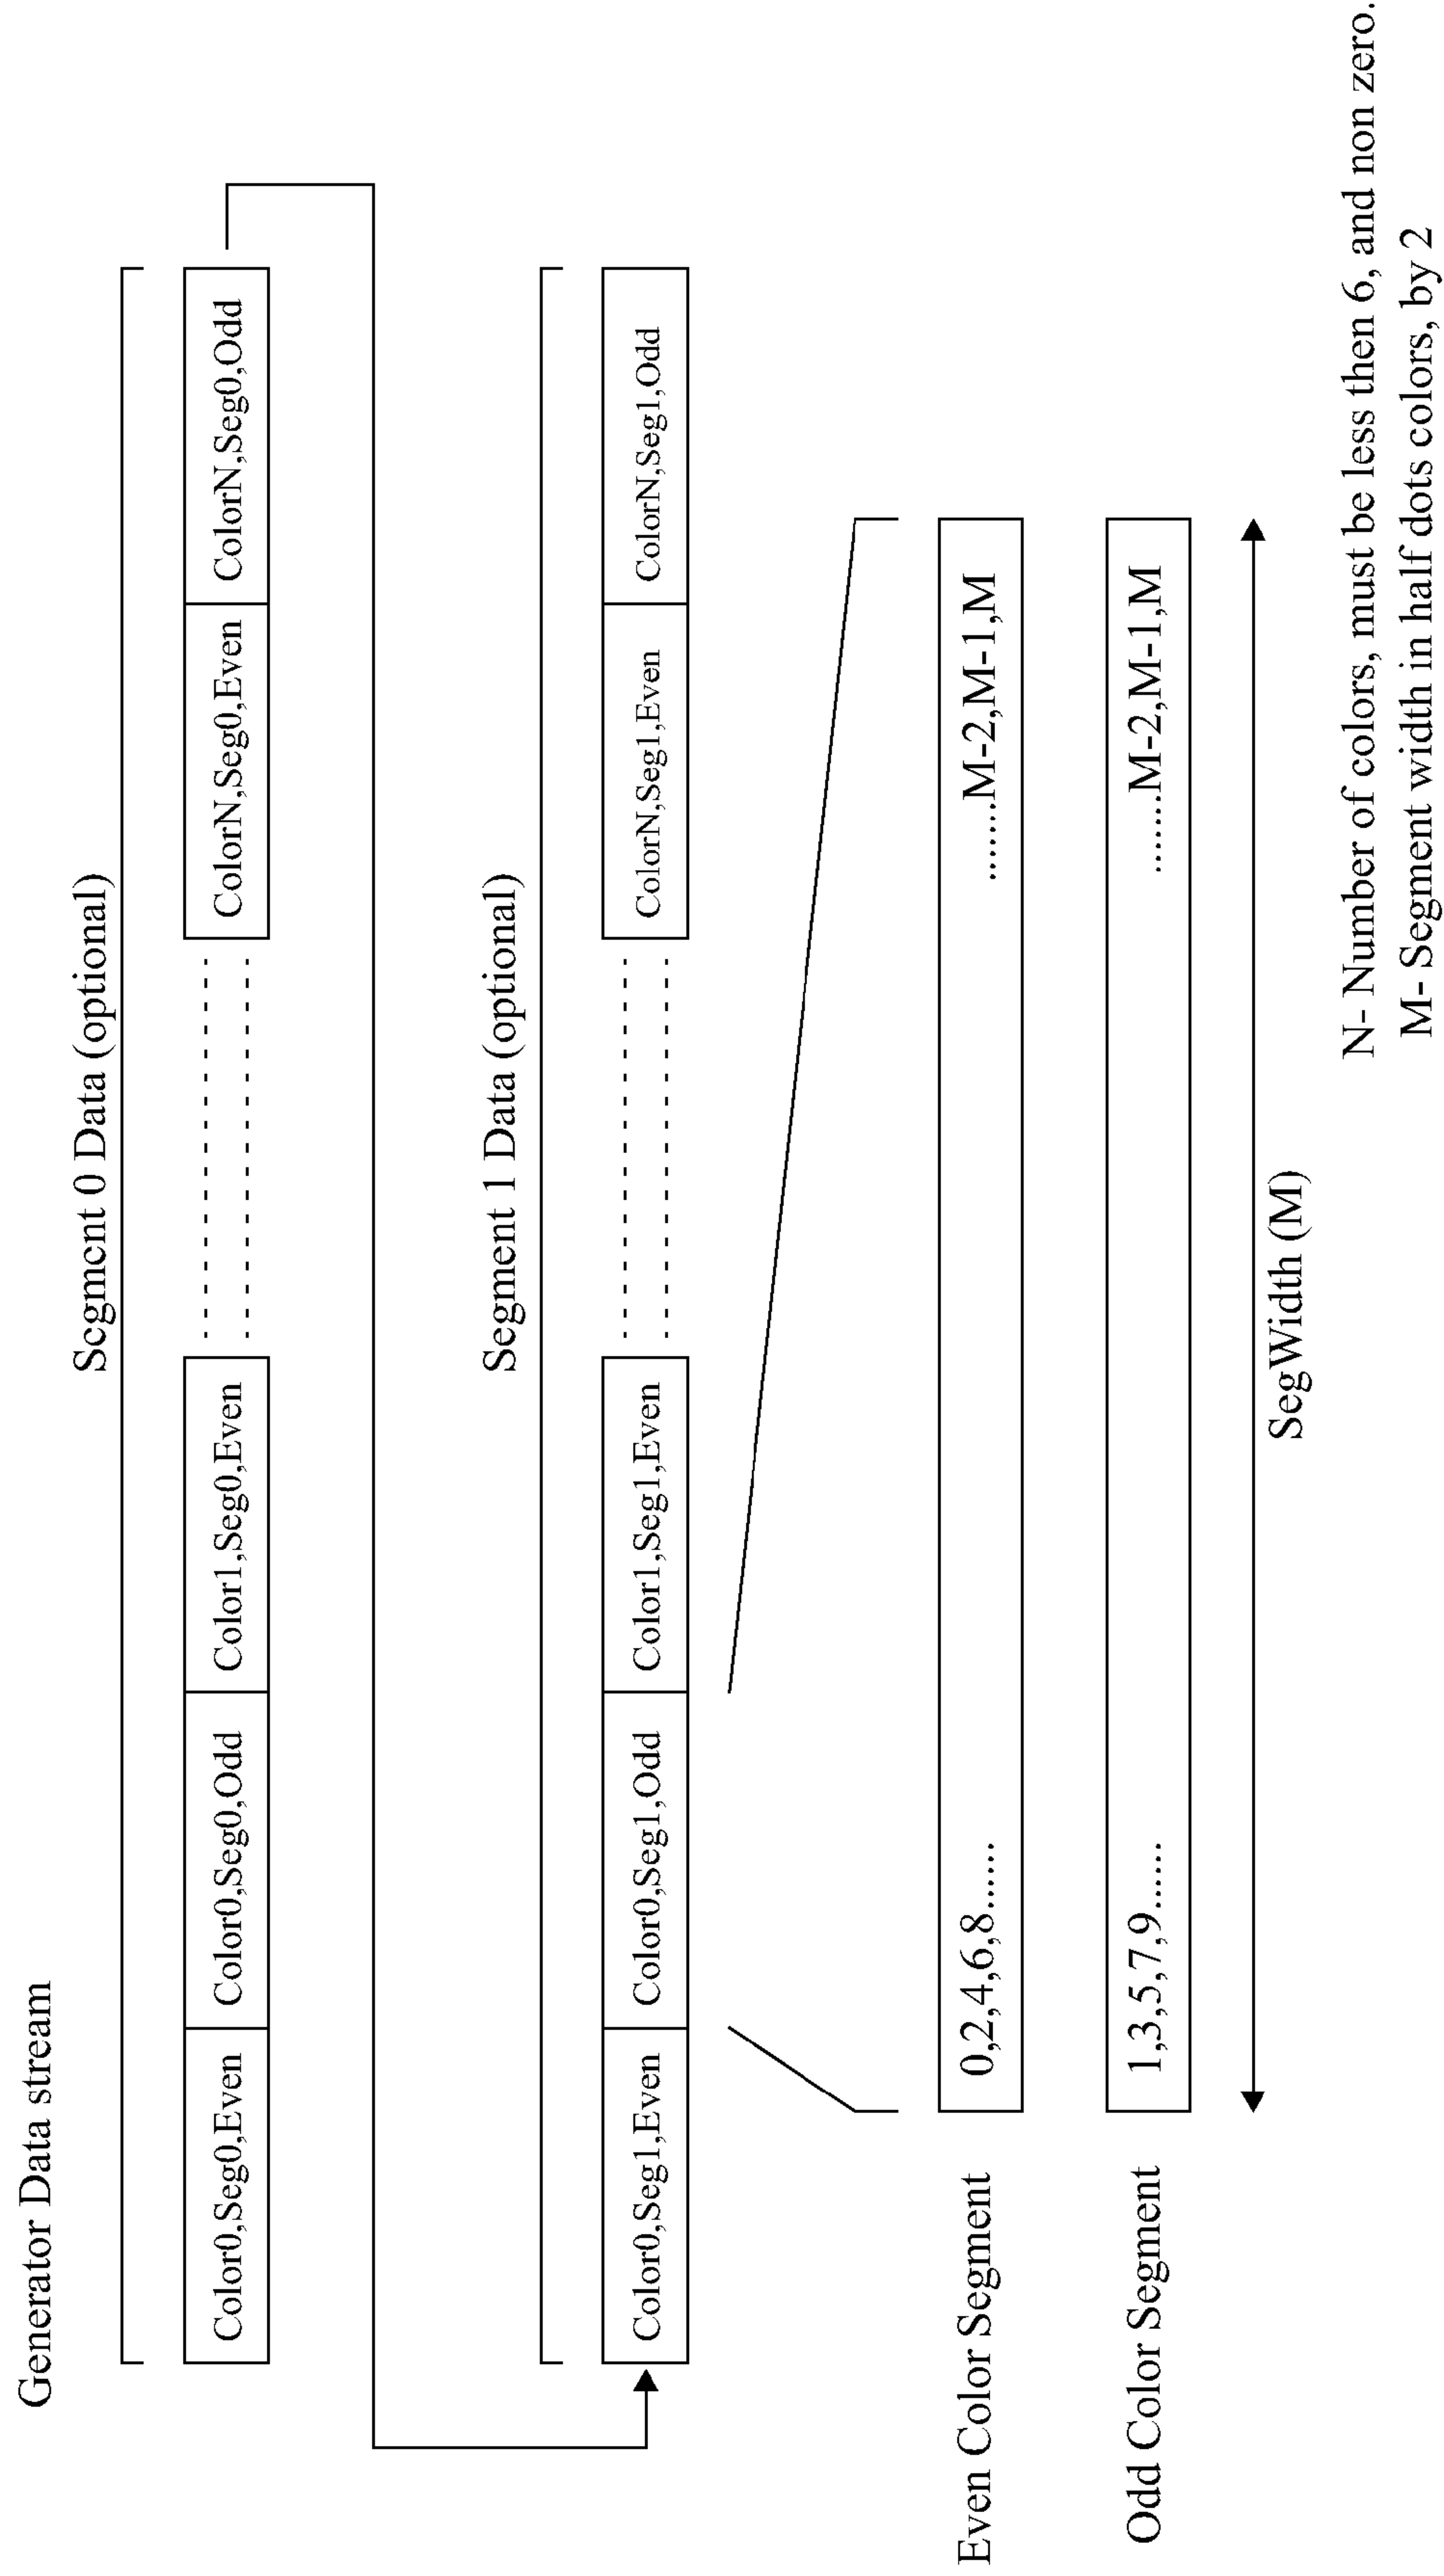 Generator Data stream
Segment 0 Data (optional)
Color0,Seg0,Even Color0,Seg0,Odd Color1,Seg0,Even ColorN,Seg0,Even ColorN,Seg0,Odd
Segment 1 Data (optional)
Color0,Seg1,Even Color0,Seg1,Odd Color1,Seg1,Even ColorN,Seg1,Even ColorN,Seg1,Odd
Even Color Segment 0,2,4,6,8...... .......M-2,M-1,M
Odd Color Segment 1,3,5,7,9...... .......M-2,M-1,M
SegWidth (M)
N- Number of colors, must be less then 6, and non zero.
M- Segment width in half dots colors, by 2